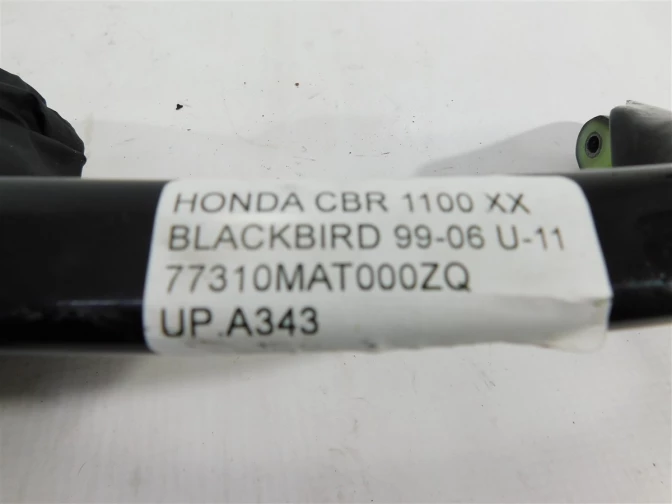 HONDA CBR 1100 XX
BLACKBIRD 99-06 U-11
77310MAT000ZQ
UP.A343